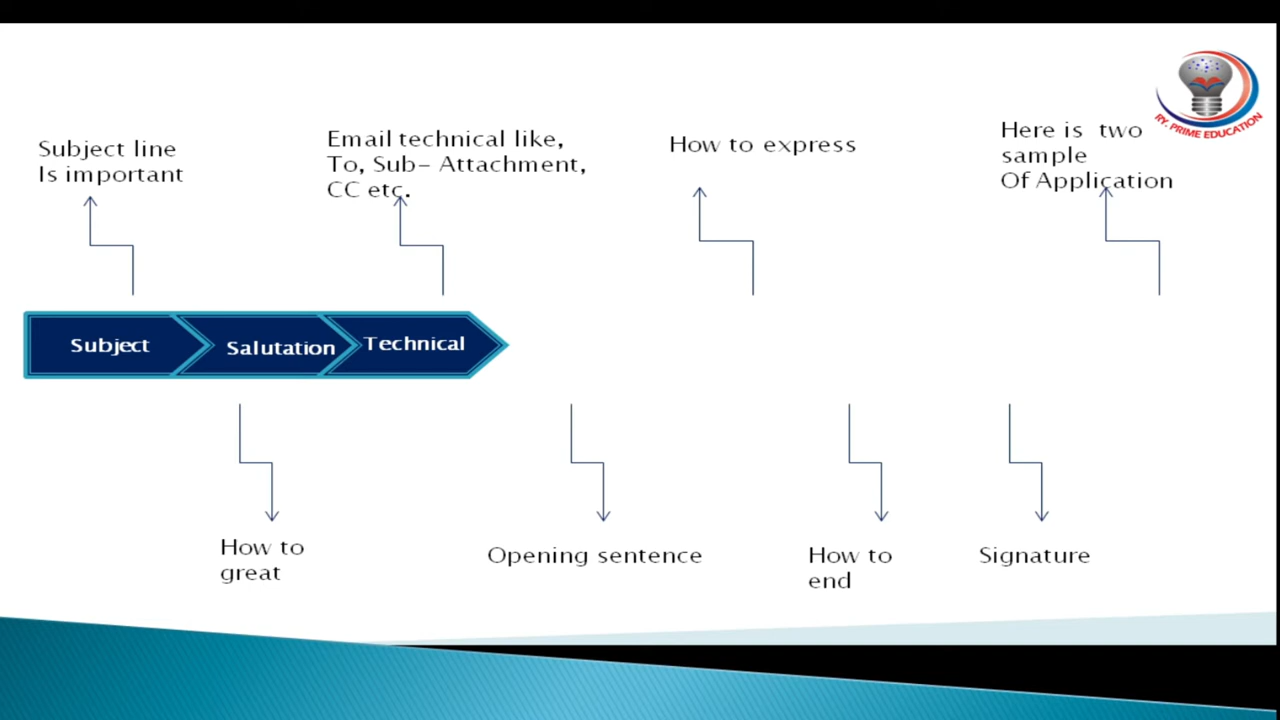 Subject line
Is important
Email technical like,
To, Sub- Attachment,
CC etc.
How to express
Here is two
sample
Of Application
RY. PRIME EDUCATION
Subject
Salutation
Technical
How to
great
Opening sentence
How to
end
Signature